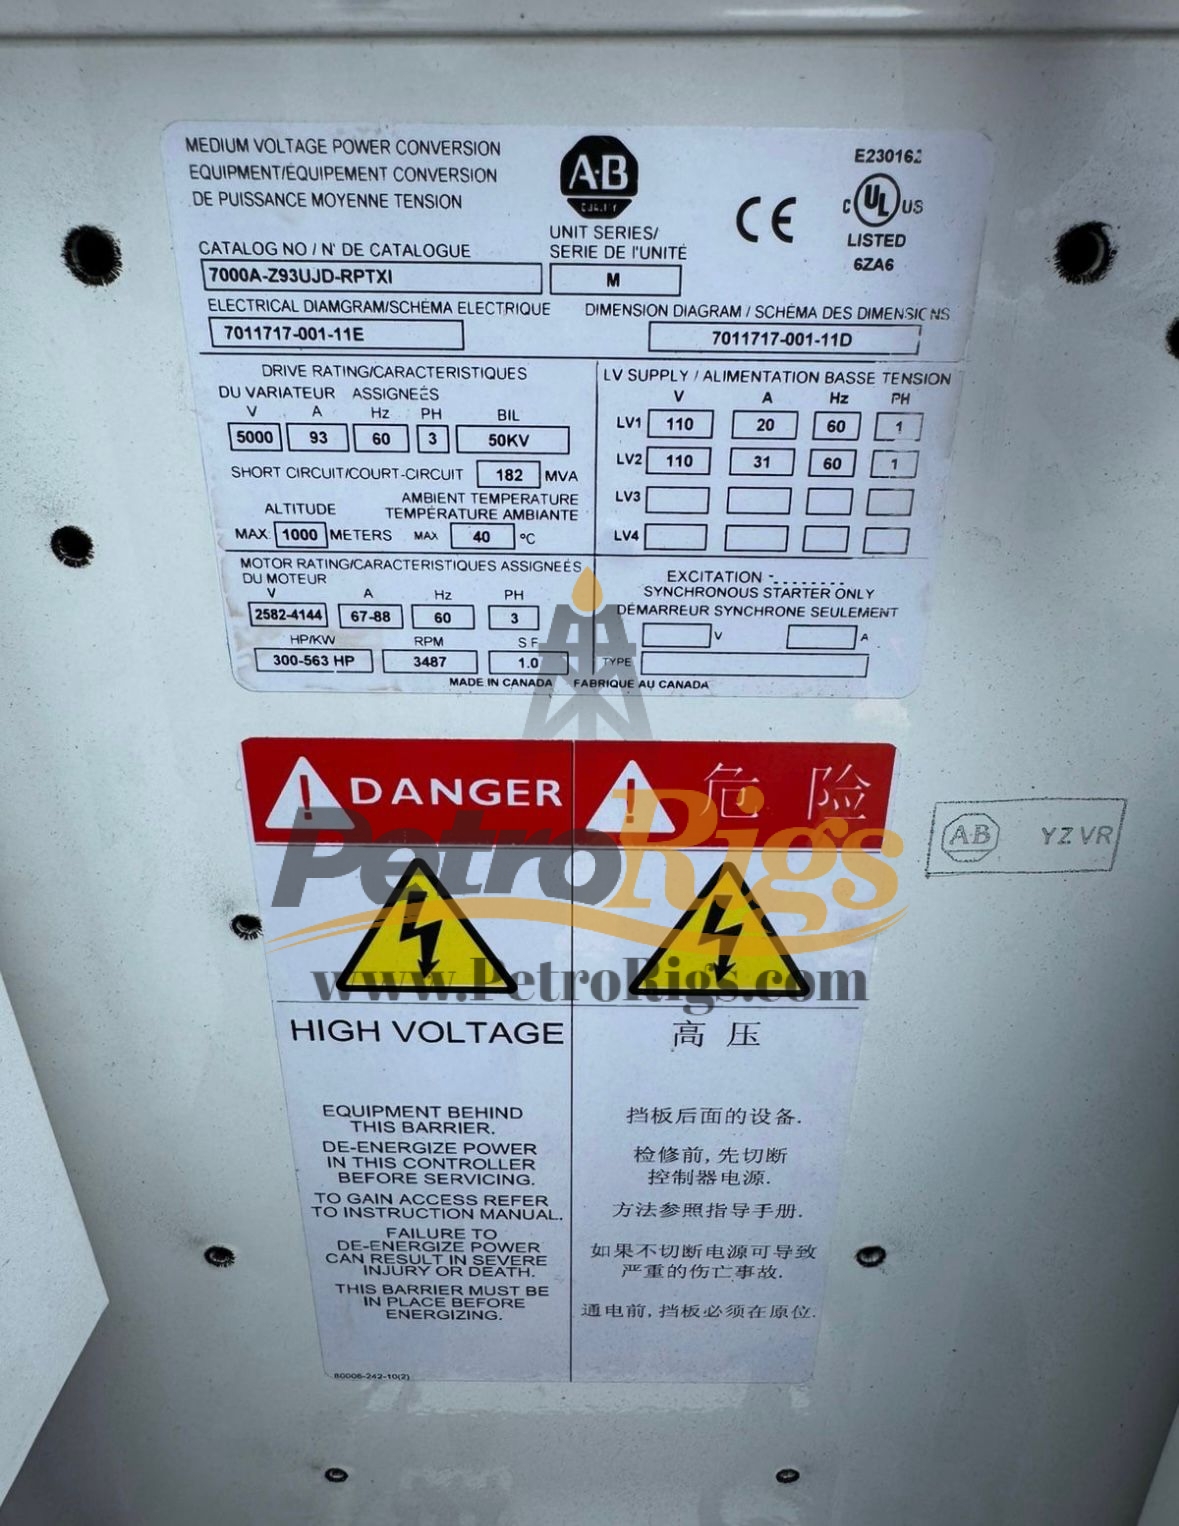 MEDIUM VOLTAGE POWER CONVERSION
EQUIPMENT/ÉQUIPEMENT CONVERSION
DE PUISSANCE MOYENNE TENSION
A·B
QUALITY
CE
E230162
C UL US
LISTED
6ZA6
UNIT SERIES/
SERIE DE l'UNITÉ
M
CATALOG NO / N' DE CATALOGUE
7000A-Z93UJD-RPTXI
ELECTRICAL DIAMGRAM/SCHÉMA ELECTRIQUE
7011717-001-11E
DIMENSION DIAGRAM / SCHÉMA DES DIMENSIONS
7011717-001-11D
DRIVE RATING/CARACTERISTIQUES
DU VARIATEUR ASSIGNEÉS
V A Hz PH BIL
5000 93 60 3 50KV
SHORT CIRCUIT/COURT-CIRCUIT 182 MVA
ALTITUDE
AMBIENT TEMPERATURE
TEMPÉRATURE AMBIANTE
MAX. 1000 METERS MAX 40 °C
LV SUPPLY / ALIMENTATION BASSE TENSION
V A Hz PH
LV1 110 20 60 1
LV2 110 31 60 1
LV3
LV4
MOTOR RATING/CARACTERISTIQUES ASSIGNEÉS
DU MOTEUR
V A Hz PH
2582-4144 67-88 60 3
HP/KW RPM S F
300-563 HP 3487 1.0
EXCITATION -
SYNCHRONOUS STARTER ONLY
DÉMARREUR SYNCHRONE SEULEMENT
V A
TYPE
MADE IN CANADA FABRIQUE AU CANADA
DANGER
危 险
A·B YZVR
PetroRigs
www.PetroRigs.com
HIGH VOLTAGE
EQUIPMENT BEHIND
THIS BARRIER.
DE-ENERGIZE POWER
IN THIS CONTROLLER
BEFORE SERVICING.
TO GAIN ACCESS REFER
TO INSTRUCTION MANUAL.
FAILURE TO
DE-ENERGIZE POWER
CAN RESULT IN SEVERE
INJURY OR DEATH.
THIS BARRIER MUST BE
IN PLACE BEFORE
ENERGIZING.
80006-242-10(2)
高 压
挡板后面的设备.
检修前, 先切断
控制器电源.
方法参照指导手册.
如果不切断电源可导致
严重的伤亡事故.
通电前, 挡板必须在原位.